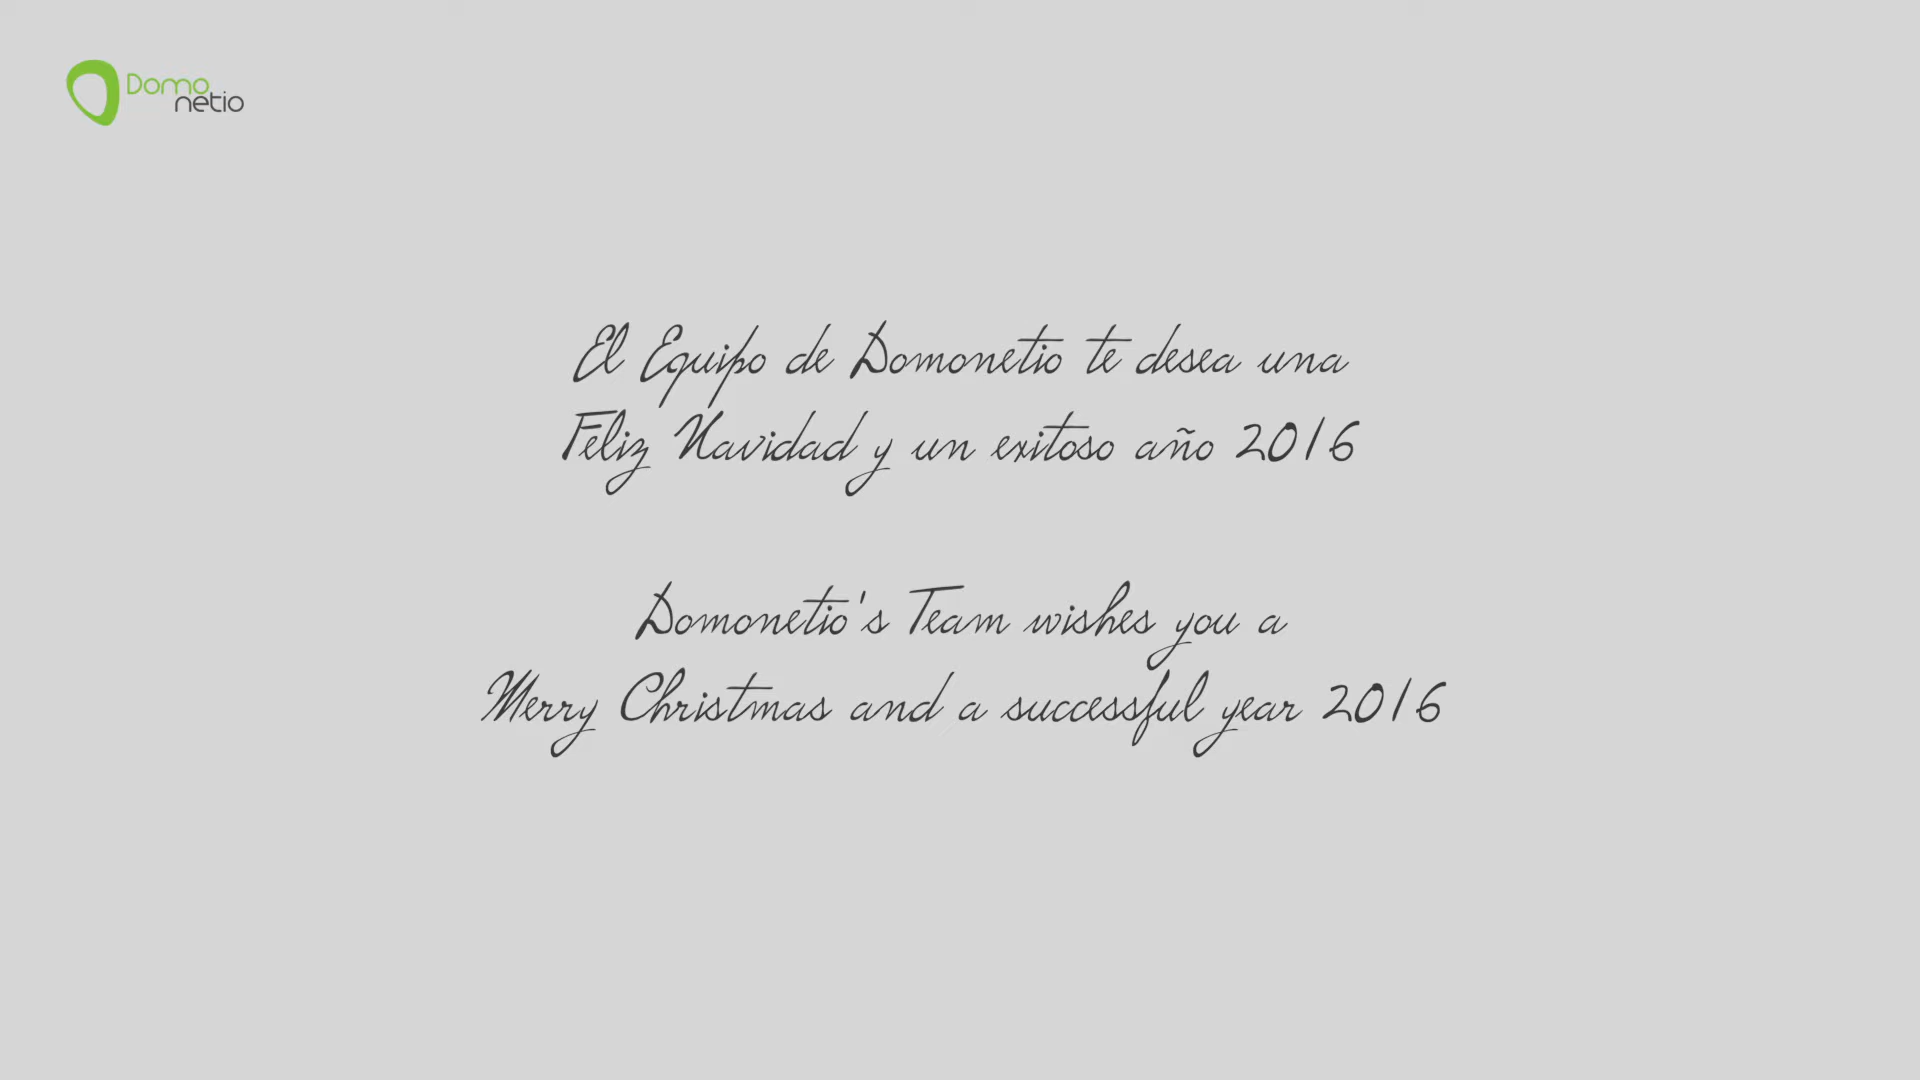 Domo
netio
El Equipo de Domonetio te desea una
Feliz Navidad y un exitoso año 2016
Domonetio's Team wishes you a
Merry Christmas and a successful year 2016